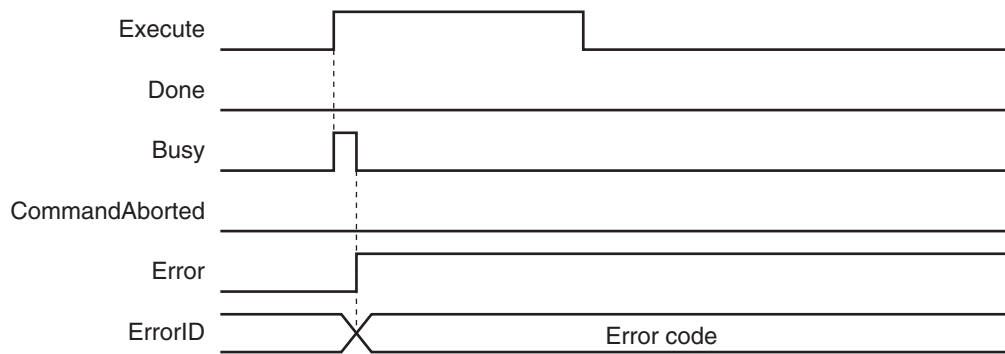 Execute
Done
Busy
CommandAborted
Error
ErrorID
Error code